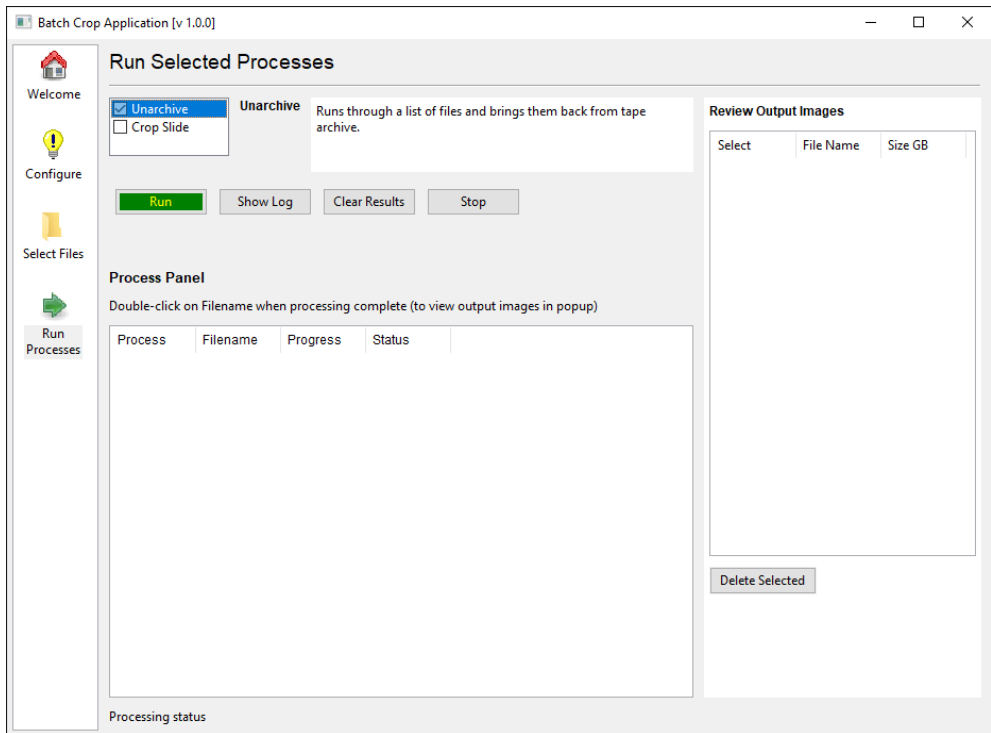 Batch Crop Application [v 1.0.0]
Welcome
Configure
Select Files
Run
Processes
Run Selected Processes
Unarchive
Crop Slide
Unarchive
Runs through a list of files and brings them back from tape
archive.
Run
Show Log
Clear Results
Stop
Process Panel
Double-click on Filename when processing complete (to view output images in popup)
Process Filename Progress Status
Processing status
Review Output Images
Select File Name Size GB
Delete Selected